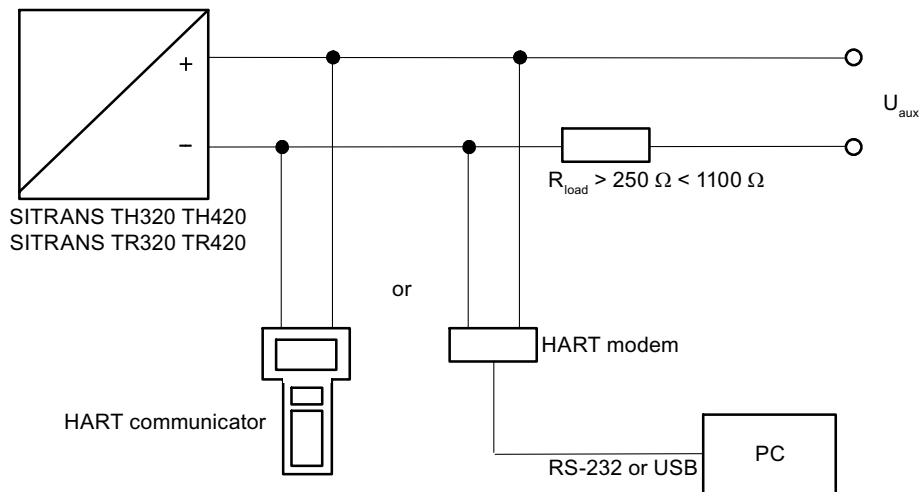 +
U_aux
−
R_load > 250 Ω < 1100 Ω
SITRANS TH320 TH420
SITRANS TR320 TR420
or
HART modem
HART communicator
PC
RS-232 or USB